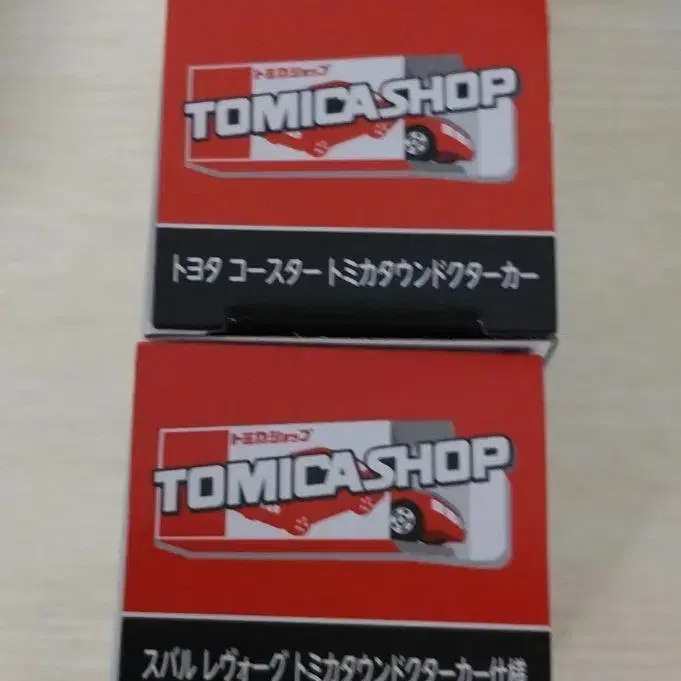 トミカショップ
TOMICASHOP
トヨタ コースター トミカタウンドクターカー
トミカショップ
TOMICASHOP
スバル レヴォーグ トミカタウンドクターカー仕様